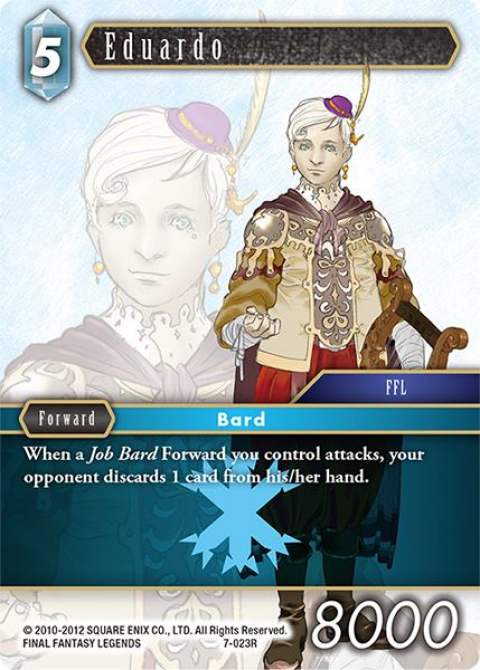 5
Eduardo
FFL
Forward
Bard
When a Job Bard Forward you control attacks, your
opponent discards 1 card from his/her hand.
© 2010-2012 SQUARE ENIX CO., LTD. All Rights Reserved.
FINAL FANTASY LEGENDS
7-023R
8000